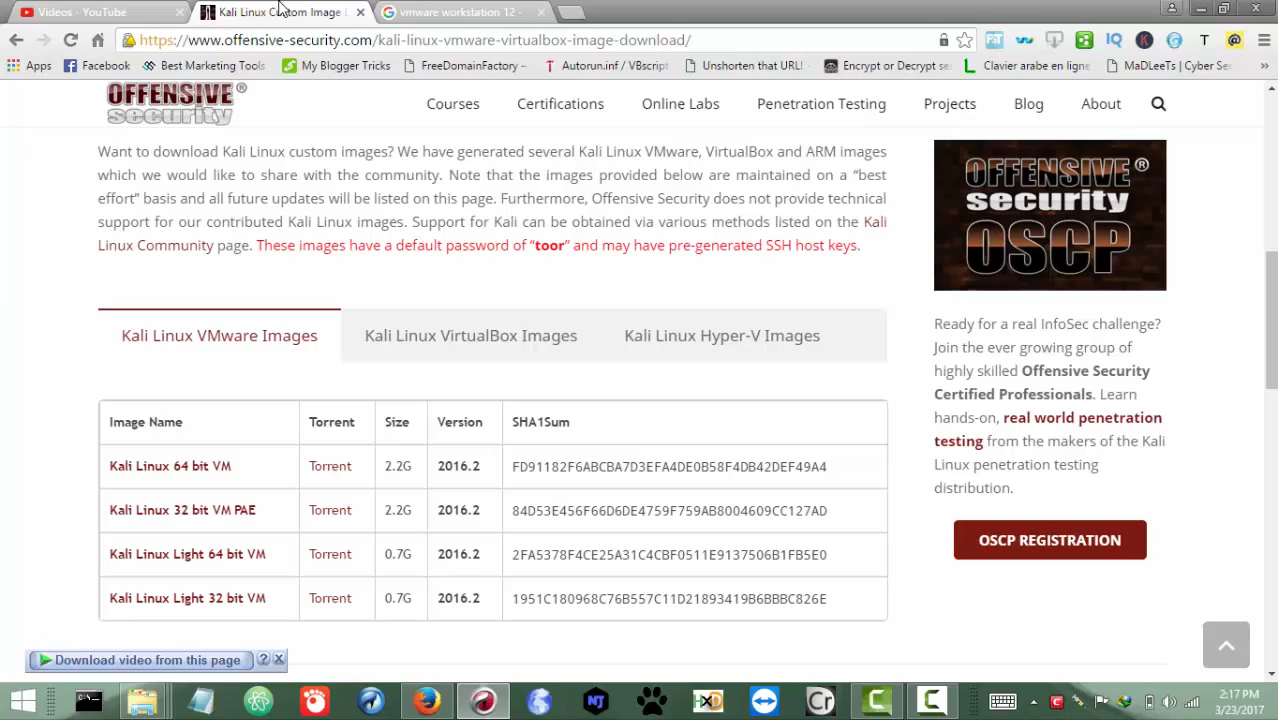 Videos - YouTube
Kali Linux Custom Image
vmware workstation 12 -
https://www.offensive-security.com/kali-linux-vmware-virtualbox-image-download/
Apps
Facebook
Best Marketing Tools
My Blogger Tricks
FreeDomainFactory –
Autorun.inf / VBscript
Unshorten that URL!
Encrypt or Decrypt se
Clavier arabe en ligne
MaDLeeTs | Cyber Sec
OFFENSIVE®
security
Courses
Certifications
Online Labs
Penetration Testing
Projects
Blog
About
Want to download Kali Linux custom images? We have generated several Kali Linux VMware, VirtualBox and ARM images
which we would like to share with the community. Note that the images provided below are maintained on a “best
effort” basis and all future updates will be listed on this page. Furthermore, Offensive Security does not provide technical
support for our contributed Kali Linux images. Support for Kali can be obtained via various methods listed on the Kali
Linux Community page. These images have a default password of “toor” and may have pre-generated SSH host keys.
Kali Linux VMware Images
Kali Linux VirtualBox Images
Kali Linux Hyper-V Images
Image Name Torrent Size Version SHA1Sum
Kali Linux 64 bit VM Torrent 2.2G 2016.2 FD91182F6ABCBA7D3EFA4DE0B58F4DB42DEF49A4
Kali Linux 32 bit VM PAE Torrent 2.2G 2016.2 84D53E456F66D6DE4759F759AB8004609CC127AD
Kali Linux Light 64 bit VM Torrent 0.7G 2016.2 2FA5378F4CE25A31C4CBF0511E9137506B1FB5E0
Kali Linux Light 32 bit VM Torrent 0.7G 2016.2 1951C180968C76B557C11D21893419B6BBBC826E
OFFENSIVE®
security
OSCP
Ready for a real InfoSec challenge?
Join the ever growing group of
highly skilled Offensive Security
Certified Professionals. Learn
hands-on, real world penetration
testing from the makers of the Kali
Linux penetration testing
distribution.
OSCP REGISTRATION
Download video from this page
?
2:17 PM
3/23/2017